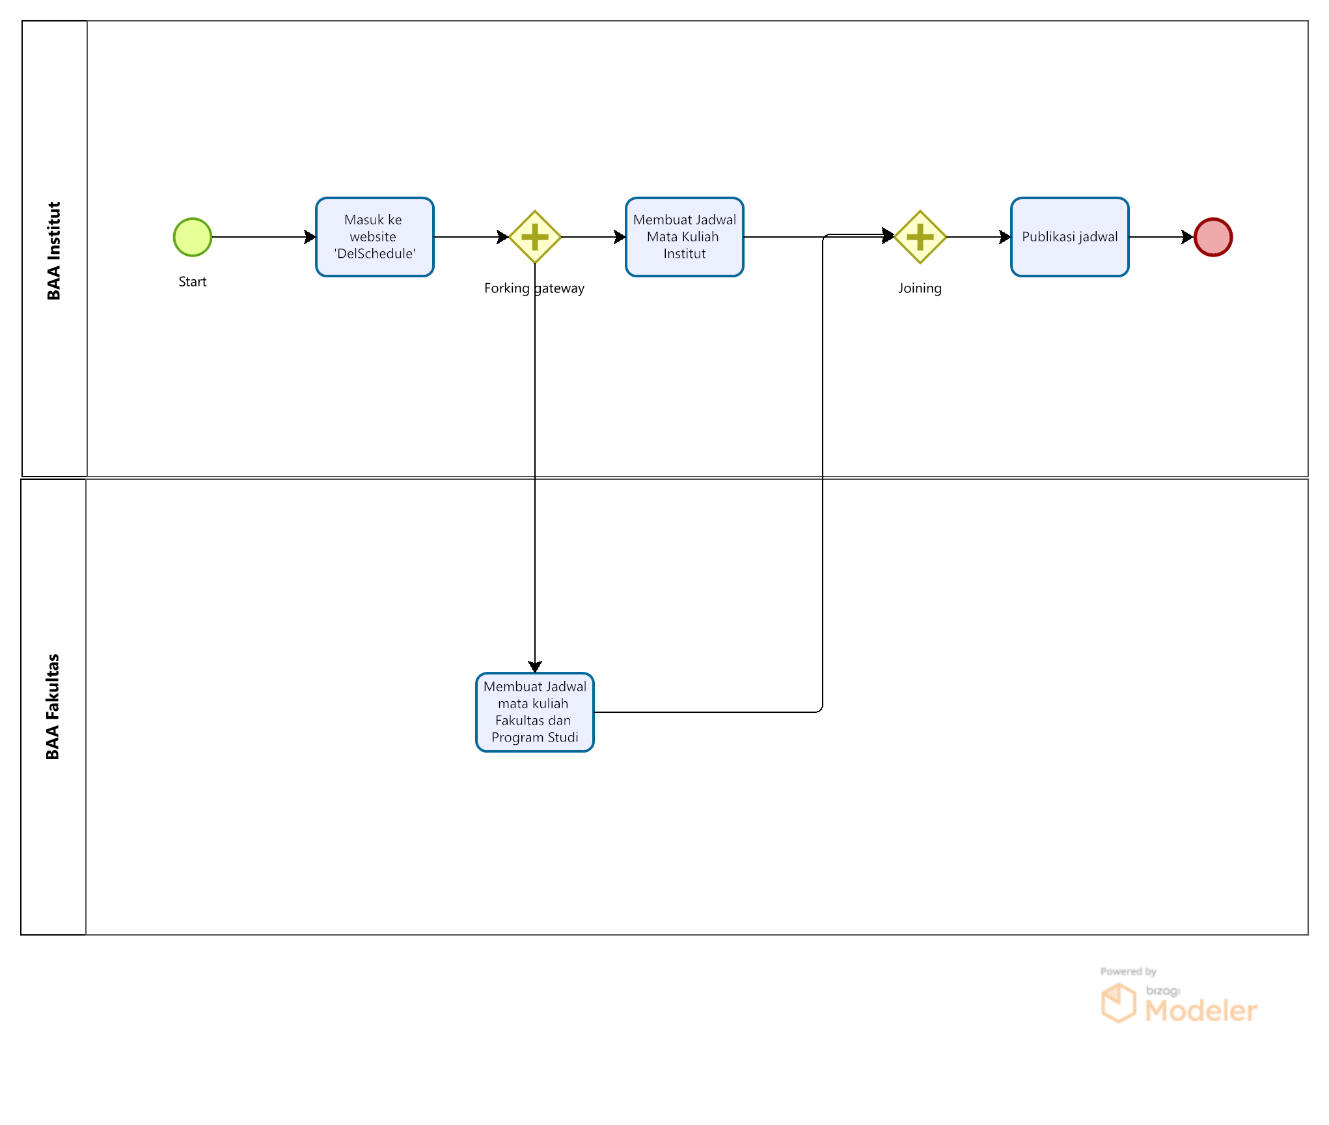 BAA Institut
Start
Masuk ke
website
'DelSchedule'
Forking gateway
Membuat Jadwal
Mata Kuliah
Institut
Joining
Publikasi jadwal
BAA Fakultas
Membuat Jadwal
mata kuliah
Fakultas dan
Program Studi
Powered by
bizagi
Modeler